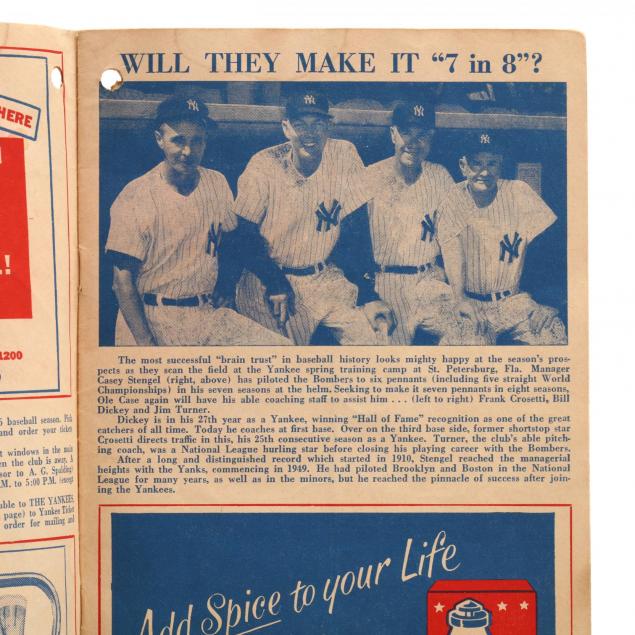 WILL THEY MAKE IT "7 in 8"?
NY
NY
NY
NY
NY
NY
NY
NY
The most successful "brain trust" in baseball history looks mighty happy at the season's pros-
pects as they scan the field at the Yankee spring training camp at St. Petersburg, Fla. Manager
Casey Stengel (right, above) has piloted the Bombers to six pennants (including five straight World
Championships) in his seven seasons at the helm, Seeking to make it seven pennants in eight seasons,
Ole Case again will have his able coaching staff to assist him . . . (left to right) Frank Crosetti, Bill
Dickey and Jim Turner.
Dickey is in his 27th year as a Yankee, winning "Hall of Fame" recognition as one of the great
catchers of all time. Today he coaches at first base. Over on the third base side, former shortstop star
Crosetti directs traffic in this, his 25th consecutive season as a Yankee. Turner, the club's able pitch-
ing coach, was a National League hurling star before closing his playing career with the Bombers.
After a long and distinguished record which started in 1910, Stengel reached the managerial
heights with the Yanks, commencing in 1949. He had piloted Brooklyn and Boston in the National
League for many years, as well as in the minors, but he reached the pinnacle of success after join-
ing the Yankees.
Add Spice to your Life
HERE
!
1200
baseball season. Pick
and order your ticket
windows in the main
when the club is away,
to A. G. Spalding
P.M. to 5:00 P.M. (except
to THE YANKEES
page) to Yankee Ticket
order for mailing and